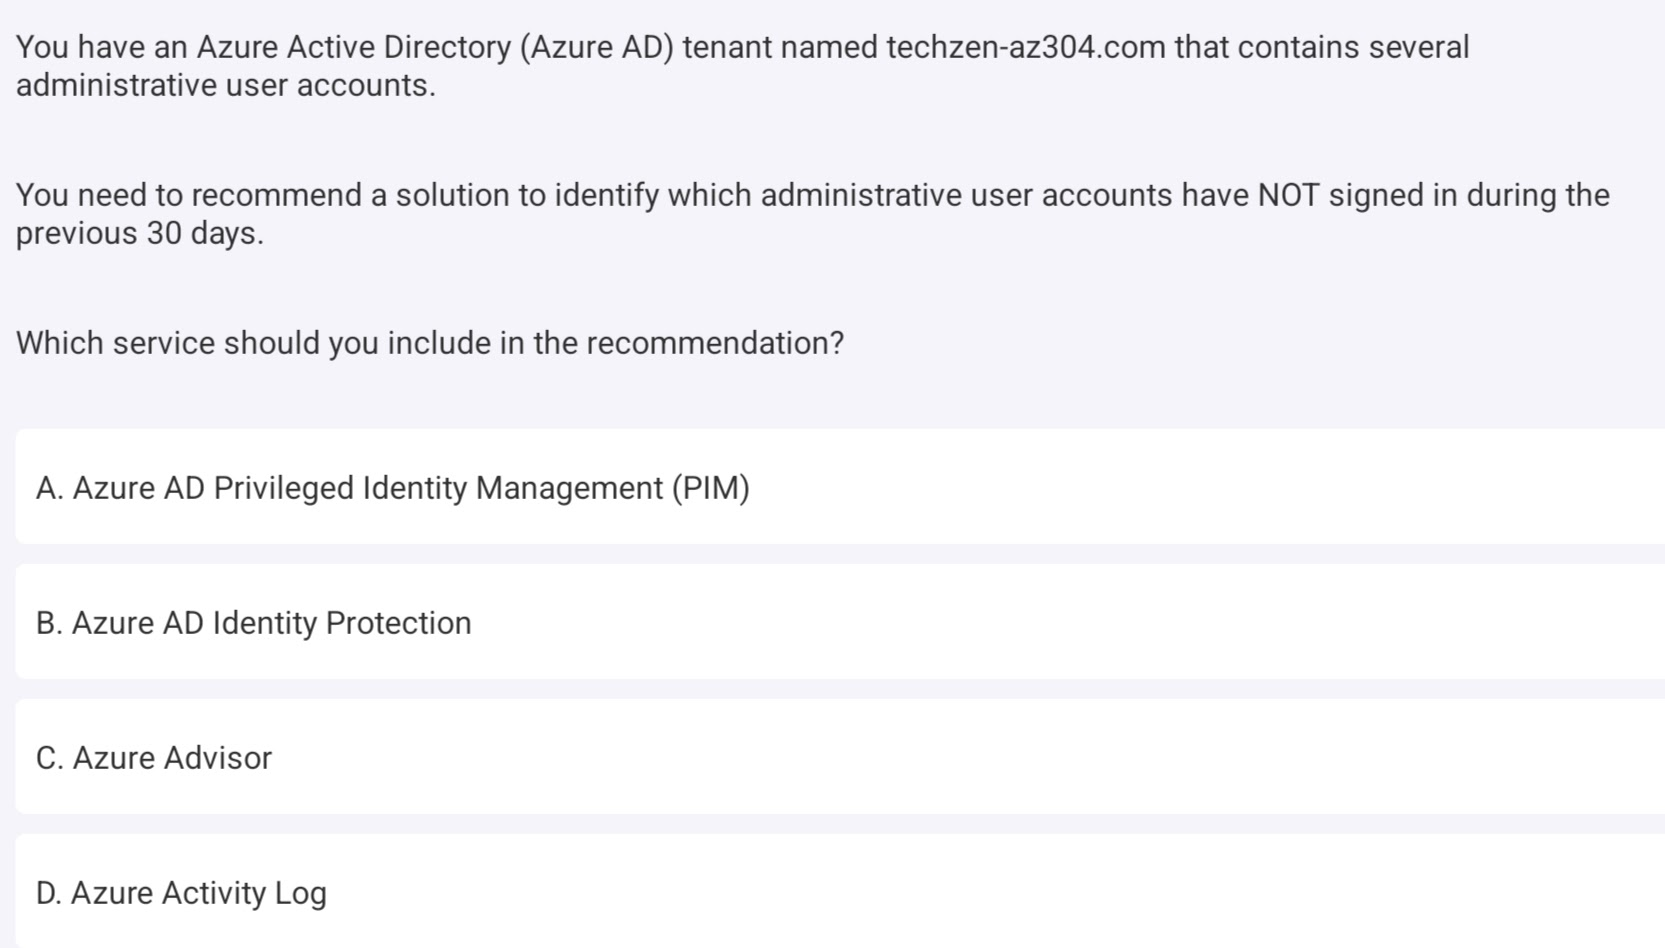 You have an Azure Active Directory (Azure AD) tenant named techzen-az304.com that contains several
administrative user accounts.
You need to recommend a solution to identify which administrative user accounts have NOT signed in during the
previous 30 days.
Which service should you include in the recommendation?
A. Azure AD Privileged Identity Management (PIM)
B. Azure AD Identity Protection
C. Azure Advisor
D. Azure Activity Log